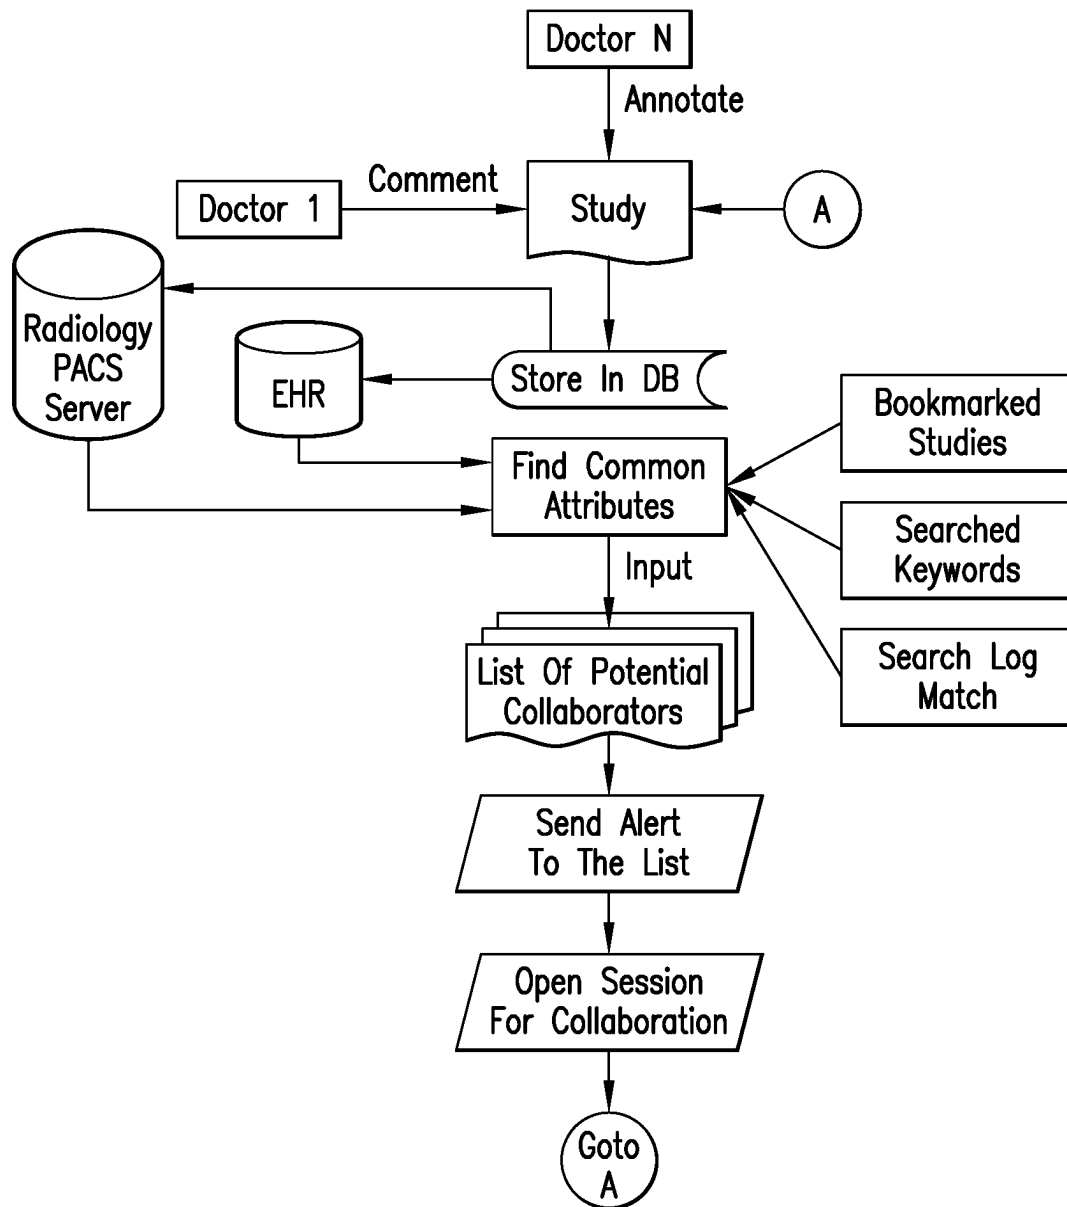 Doctor N
Annotate
Comment
Doctor 1
Study
A
Radiology
PACS
Server
EHR
Store In DB
Bookmarked
Studies
Find Common
Attributes
Searched
Keywords
Input
Search Log
Match
List Of Potential
Collaborators
Send Alert
To The List
Open Session
For Collaboration
Goto
A